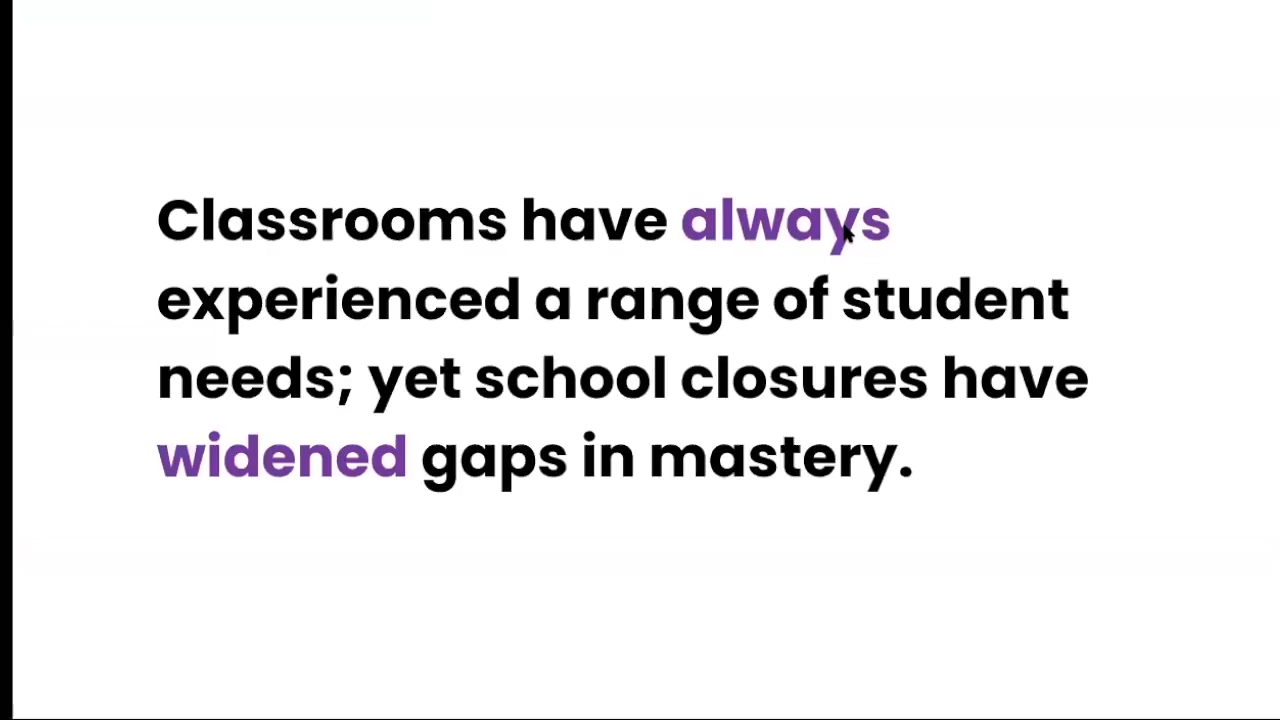 Classrooms have always
experienced a range of student
needs; yet school closures have
widened gaps in mastery.